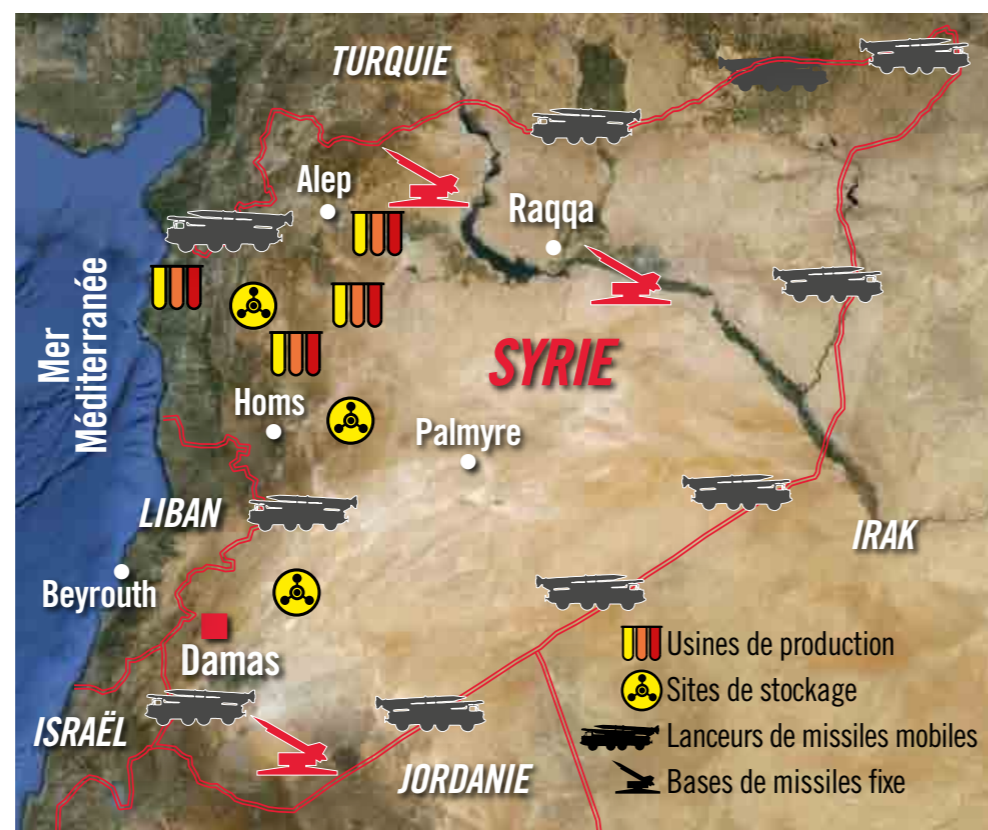 TURQUIE
Alep
Raqqa
Mer
Méditerranée
SYRIE
Homs
Palmyre
LIBAN
IRAK
Beyrouth
Damas
ISRAËL
JORDANIE
Usines de production
Sites de stockage
Lanceurs de missiles mobiles
Bases de missiles fixe